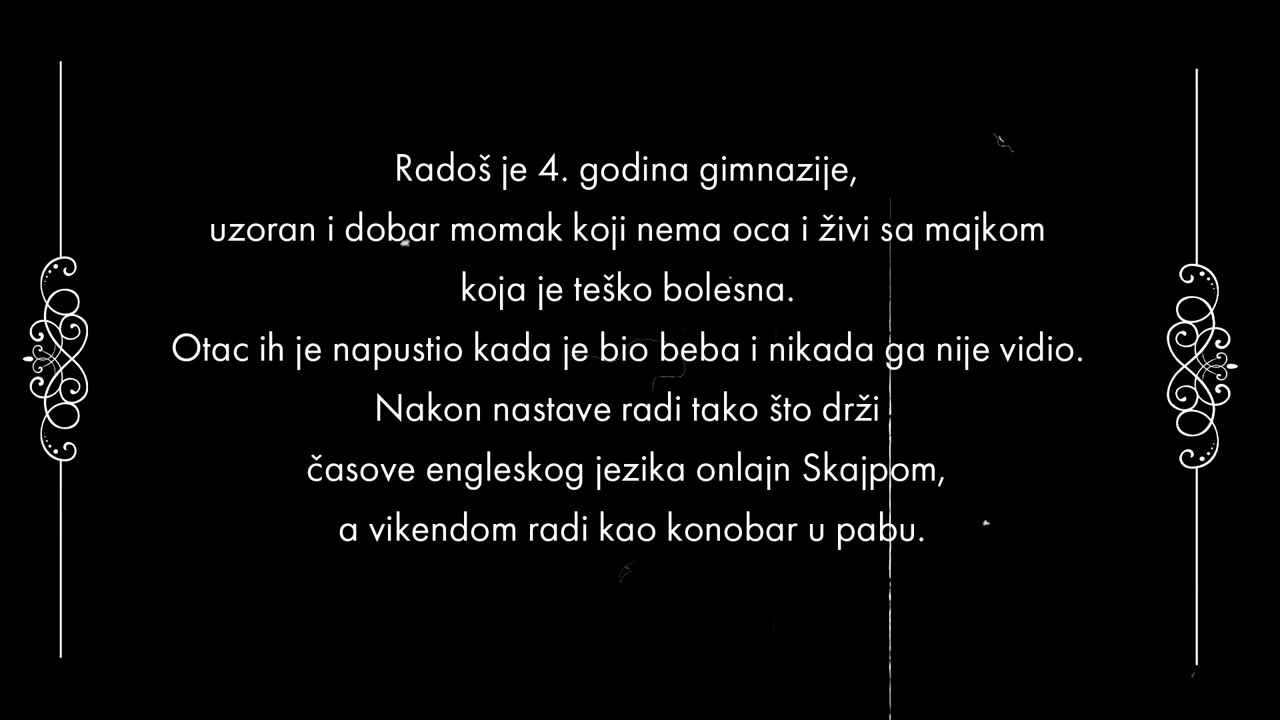 Radoš je 4. godina gimnazije,
uzoran i dobar momak koji nema oca i živi sa majkom
koja je teško bolesna.
Otac ih je napustio kada je bio beba i nikada ga nije vidio.
Nakon nastave radi tako što drži
časove engleskog jezika onlajn Skajpom,
a vikendom radi kao konobar u pabu.